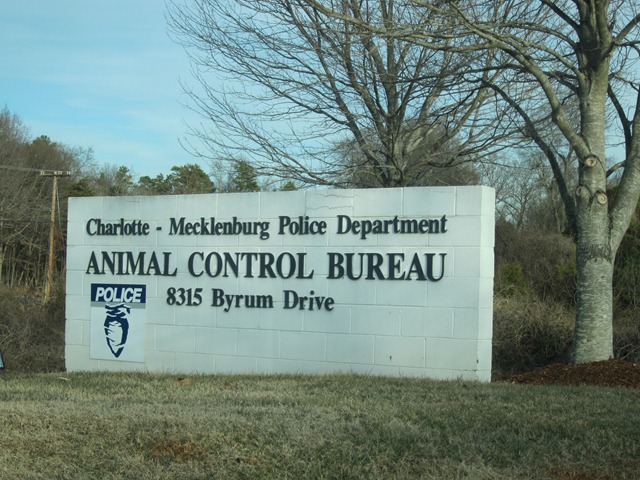 Charlotte - Mecklenburg Police Department
ANIMAL CONTROL BUREAU
8315 Byrum Drive
POLICE